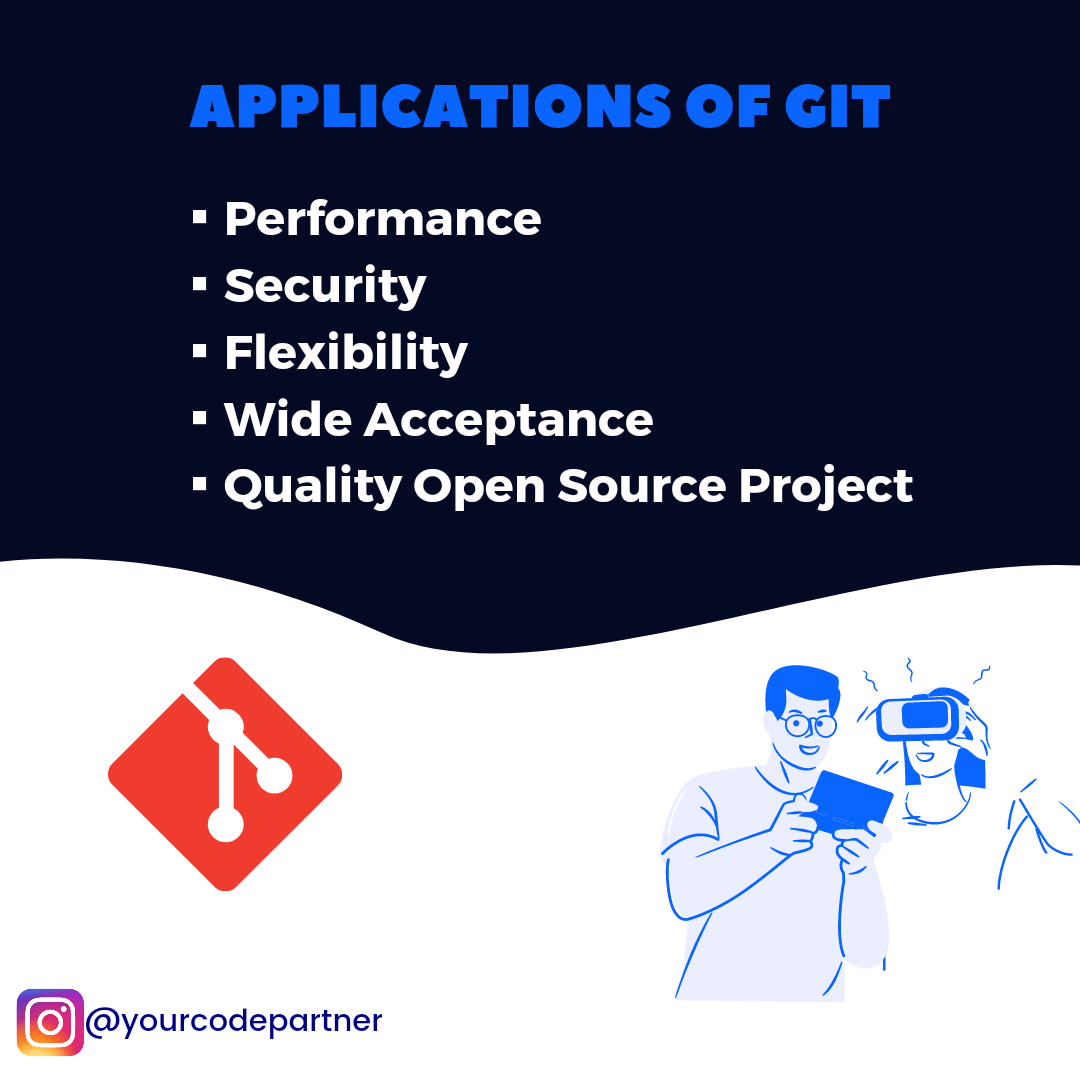 APPLICATIONS OF GIT
▪ Performance
▪ Security
▪ Flexibility
▪ Wide Acceptance
▪ Quality Open Source Project
@yourcodepartner